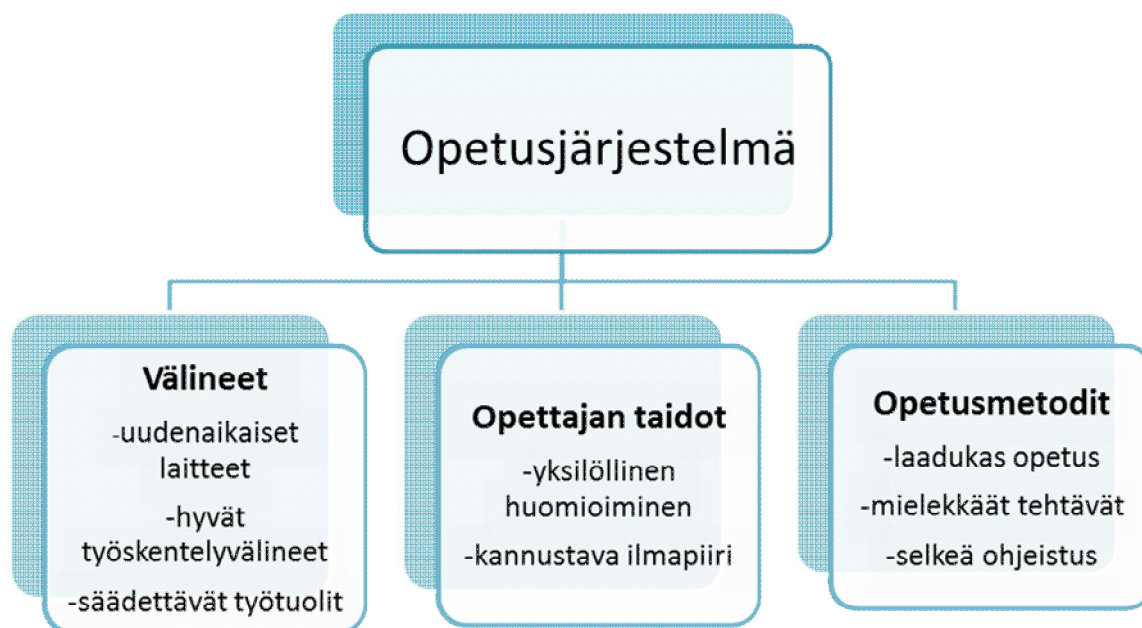 Opetusjärjestelmä
Välineet
-uudenaikaiset
laitteet
-hyvät
työskentelyvälineet
-säädettävät työtuolit
Opettajan taidot
-yksilöllinen
huomioiminen
-kannustava ilmapiiri
Opetusmetodit
-laadukas opetus
-mielekkäät tehtävät
-selkeä ohjeistus